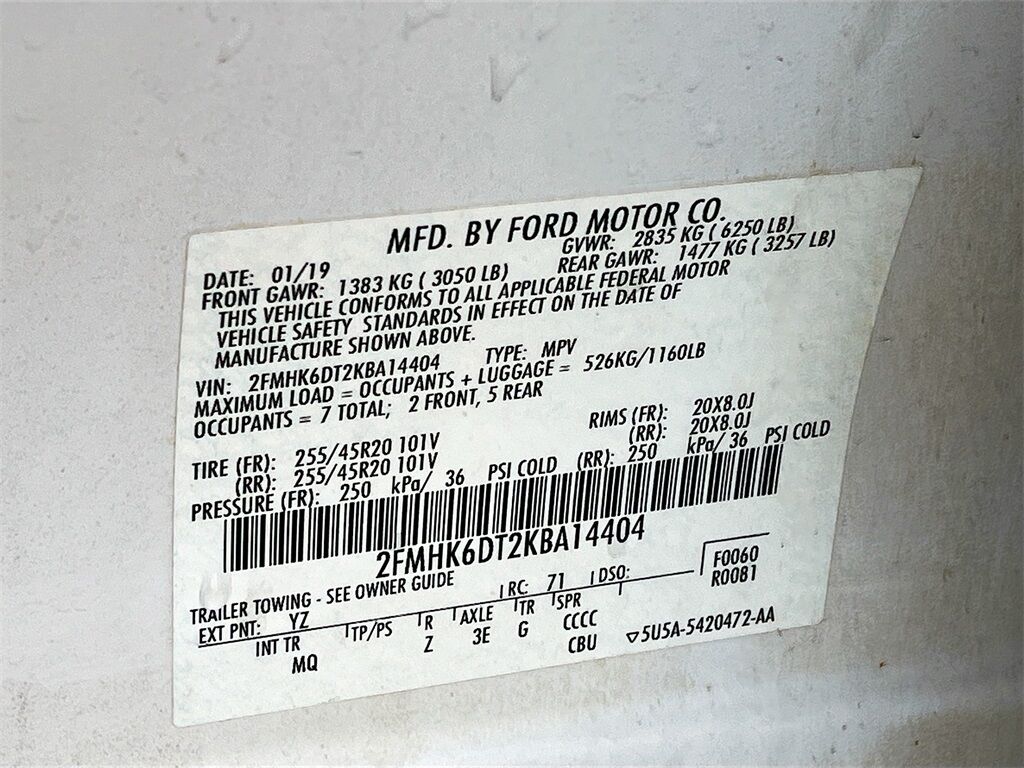 MFD. BY FORD MOTOR CO.
DATE: 01/19 GVWR: 2835 KG ( 6250 LB)
FRONT GAWR: 1383 KG ( 3050 LB) REAR GAWR: 1477 KG ( 3257 LB)
THIS VEHICLE CONFORMS TO ALL APPLICABLE FEDERAL MOTOR
VEHICLE SAFETY STANDARDS IN EFFECT ON THE DATE OF
MANUFACTURE SHOWN ABOVE.
VIN: 2FMHK6DT2KBA14404 TYPE: MPV
MAXIMUM LOAD = OCCUPANTS + LUGGAGE = 526KG/1160LB
OCCUPANTS = 7 TOTAL; 2 FRONT, 5 REAR
TIRE (FR): 255/45R20 101V RIMS (FR): 20X8.0J
(RR): 255/45R20 101V (RR): 20X8.0J
PRESSURE (FR): 250 kPa/ 36 PSI COLD (RR): 250 kPa/ 36 PSI COLD
2FMHK6DT2KBA14404
TRAILER TOWING - SEE OWNER GUIDE F0060
EXT PNT: YZ RC: 71 DSO: R0081
INT TR TP/PS R AXLE TR SPR
MQ Z 3E G CCCC ▽5U5A-5420472-AA
CBU